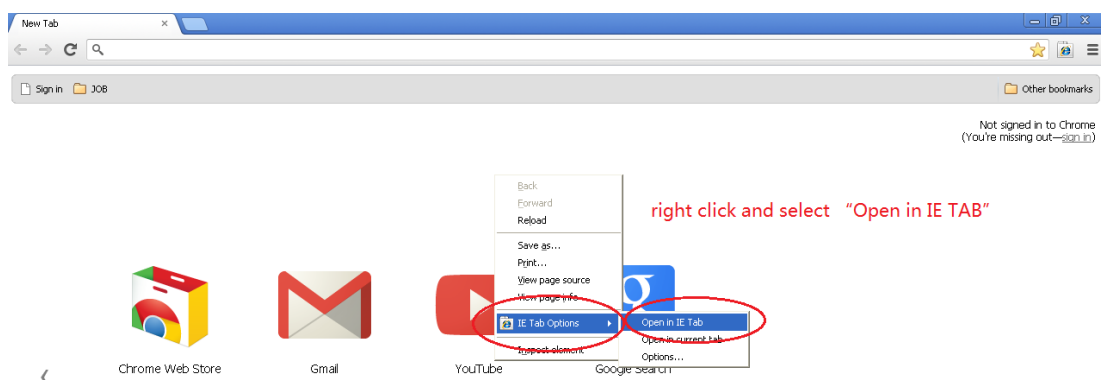 New Tab
Sign in JOB Other bookmarks
Not signed in to Chrome
(You're missing out—sign in)
Back
Forward
Reload
Save as...
Print...
View page source
View page info
IE Tab Options
Inspect element
Open in IE Tab
Open in current tab
Options...
right click and select “Open in IE TAB”
Chrome Web Store Gmail YouTube Google Search